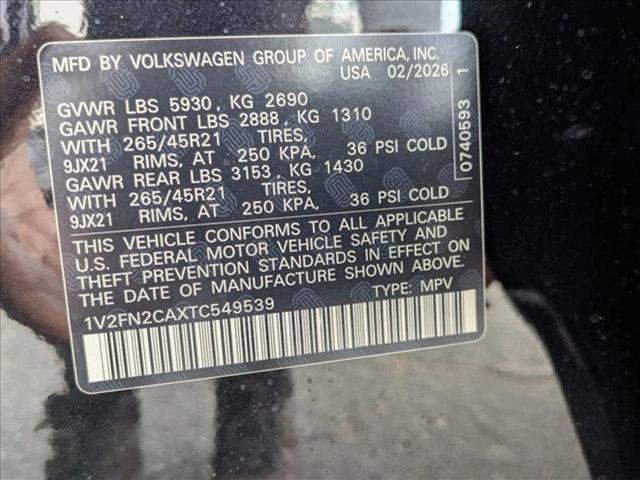 MFD BY VOLKSWAGEN GROUP OF AMERICA, INC.
USA 02/2026
GVWR LBS 5930, KG 2690
GAWR FRONT LBS 2888, KG 1310
WITH 265/45R21 TIRES,
9JX21 RIMS, AT 250 KPA, 36 PSI COLD
GAWR REAR LBS 3153, KG 1430
WITH 265/45R21 TIRES,
9JX21 RIMS, AT 250 KPA, 36 PSI COLD
THIS VEHICLE CONFORMS TO ALL APPLICABLE
U.S. FEDERAL MOTOR VEHICLE SAFETY AND
THEFT PREVENTION STANDARDS IN EFFECT ON
THE DATE OF MANUFACTURE SHOWN ABOVE.
1V2FN2CAXTC549539 TYPE: MPV
0740593 1